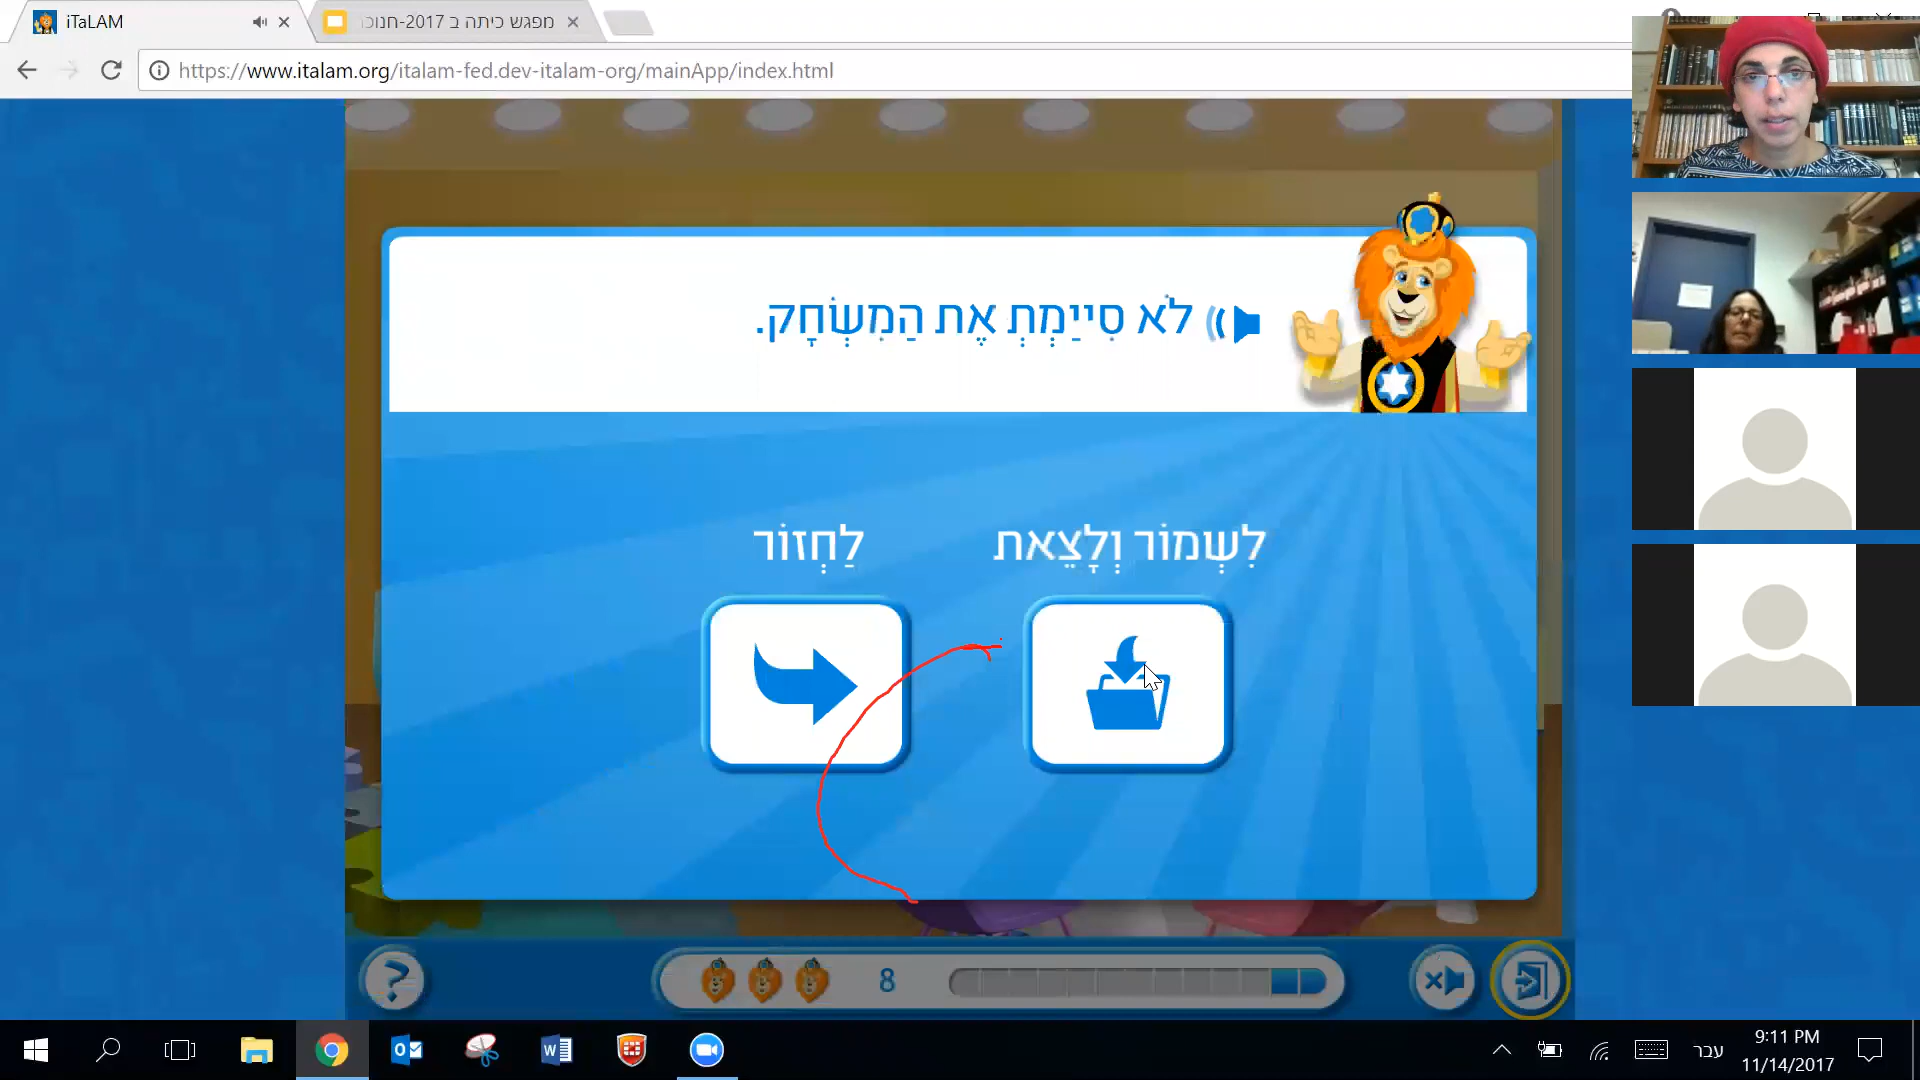 iTaLAM
מפגש כיתה ב 2017-חנוכ
https://www.italam.org/italam-fed.dev-italam-org/mainApp/index.html
לֹא סִיַּימְתְּ אֶת הַמִּשְׂחָק.
לִשְׁמוֹר וְלָצֵאת
לַחְזוֹר
?
8
עבר
9:11 PM
11/14/2017